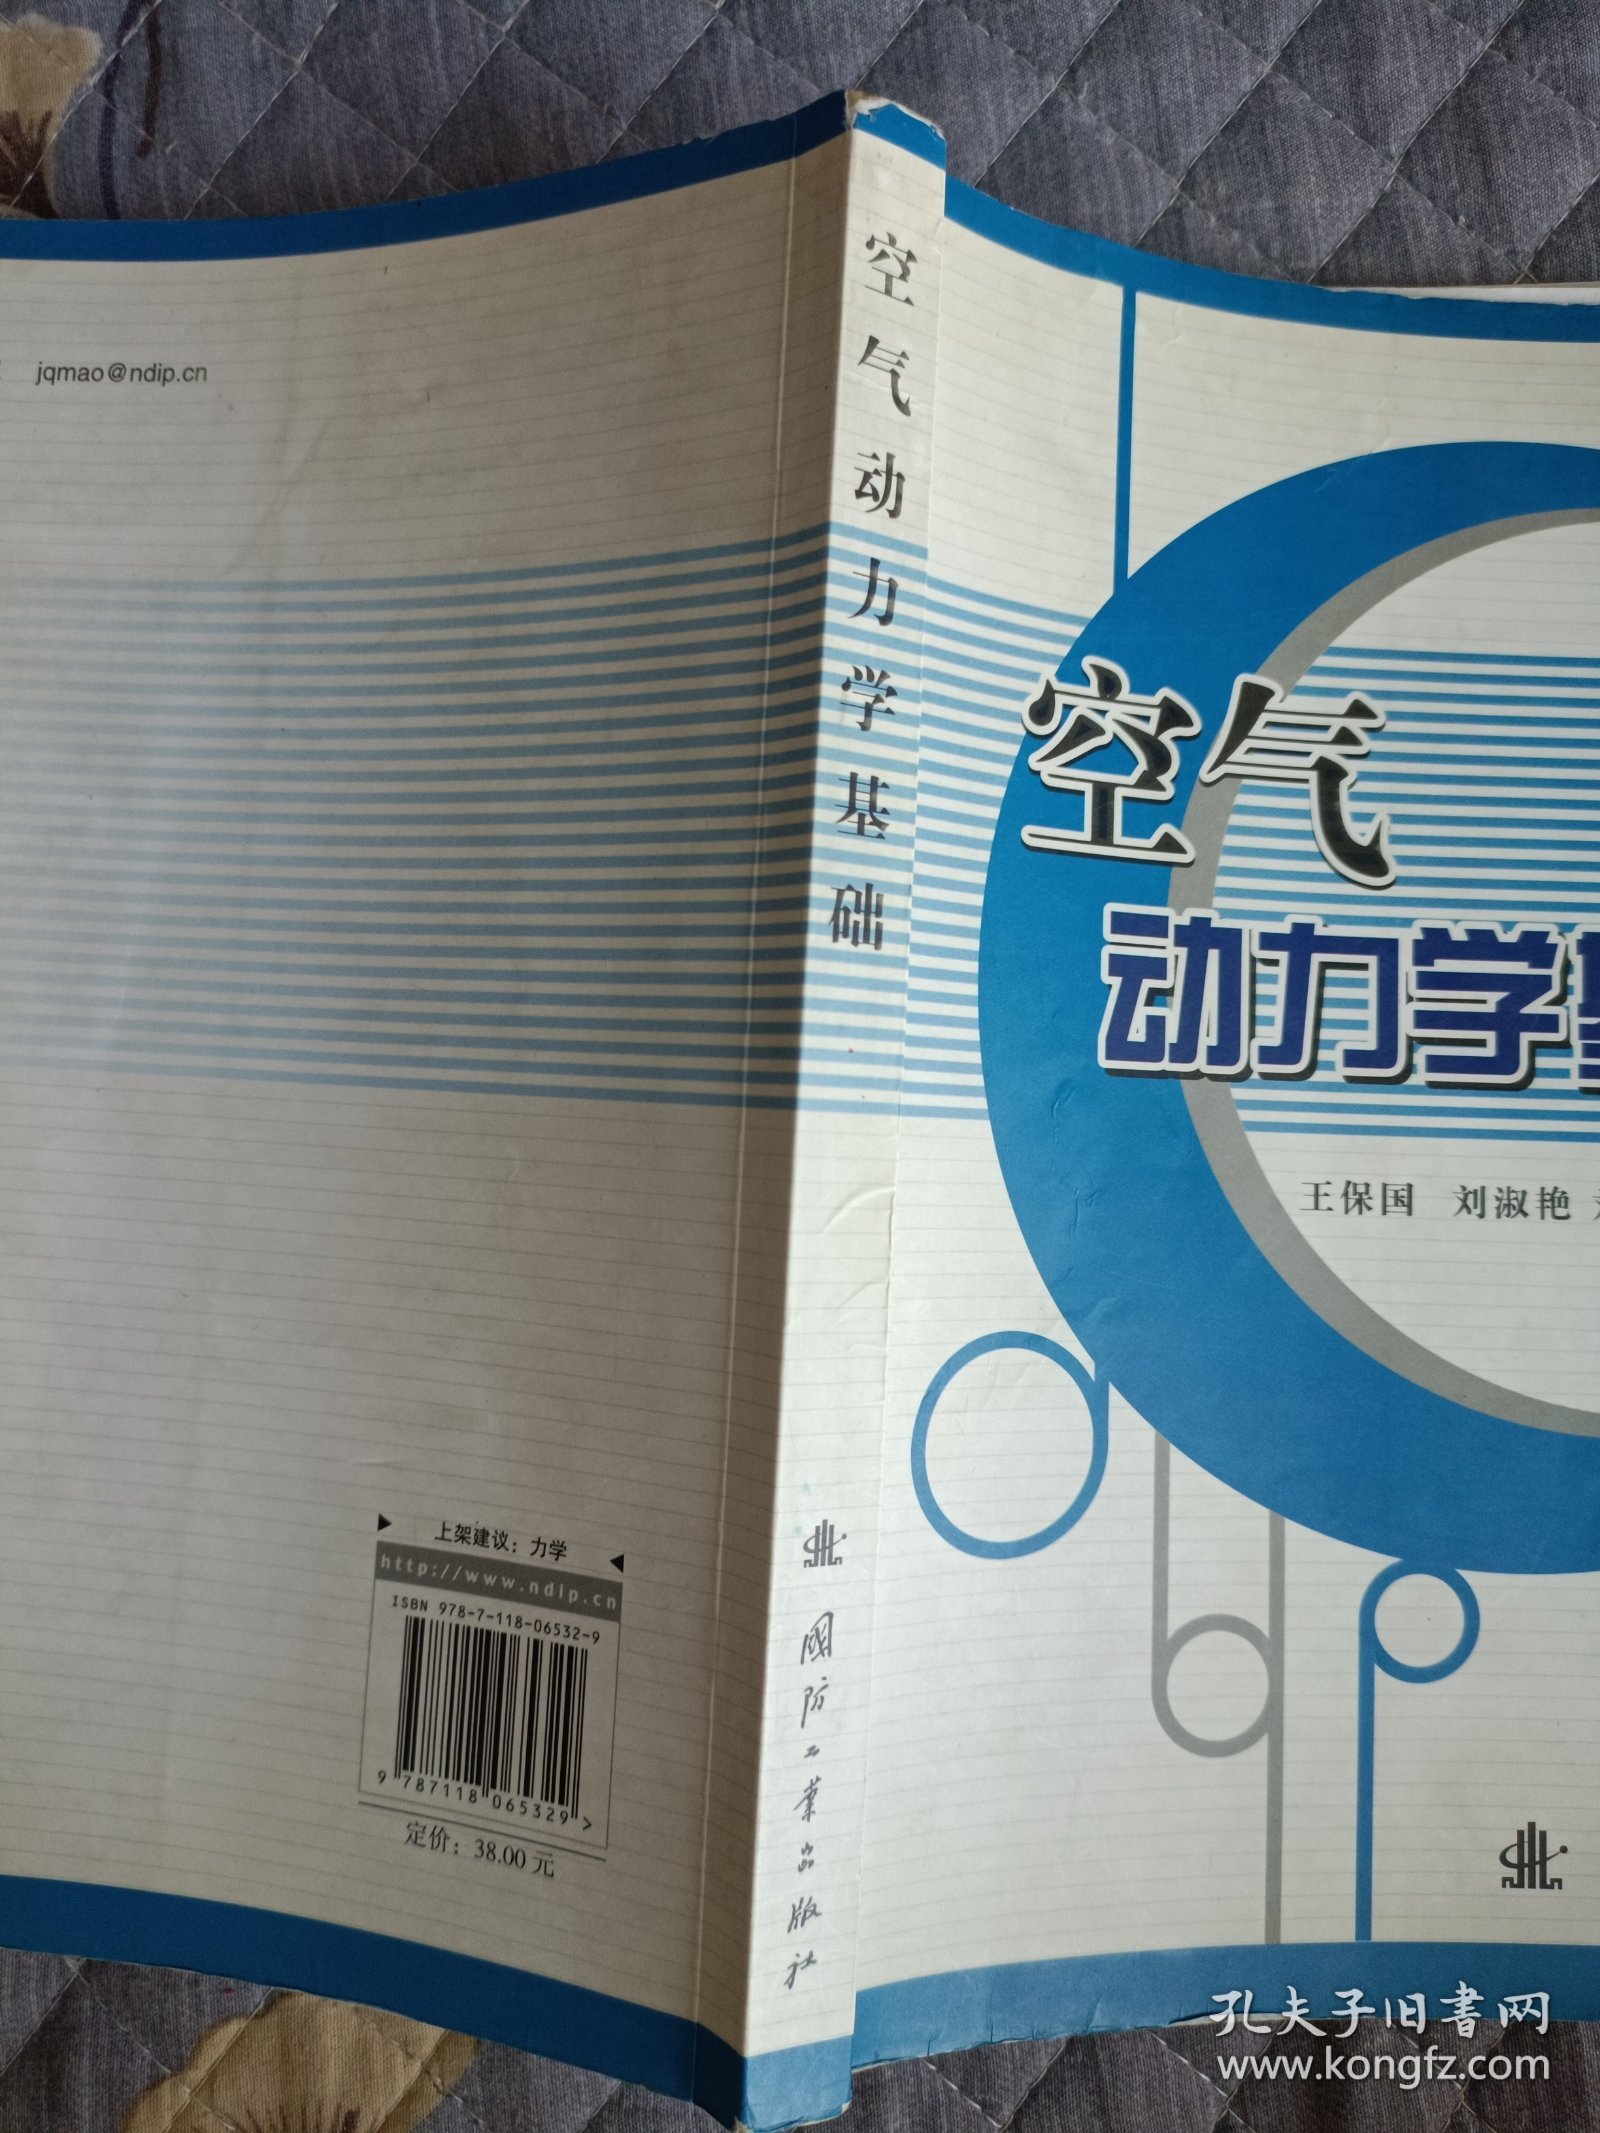 jqmao@ndip.cn
上架建议：力学
http://www.ndip.cn
ISBN 978-7-118-06532-9
9 787118 065329 >
定价：38.00 元
空气动力学基础
国防工业出版社
空气
动力学
王保国 刘淑艳
孔夫子旧書网
www.kongfz.com